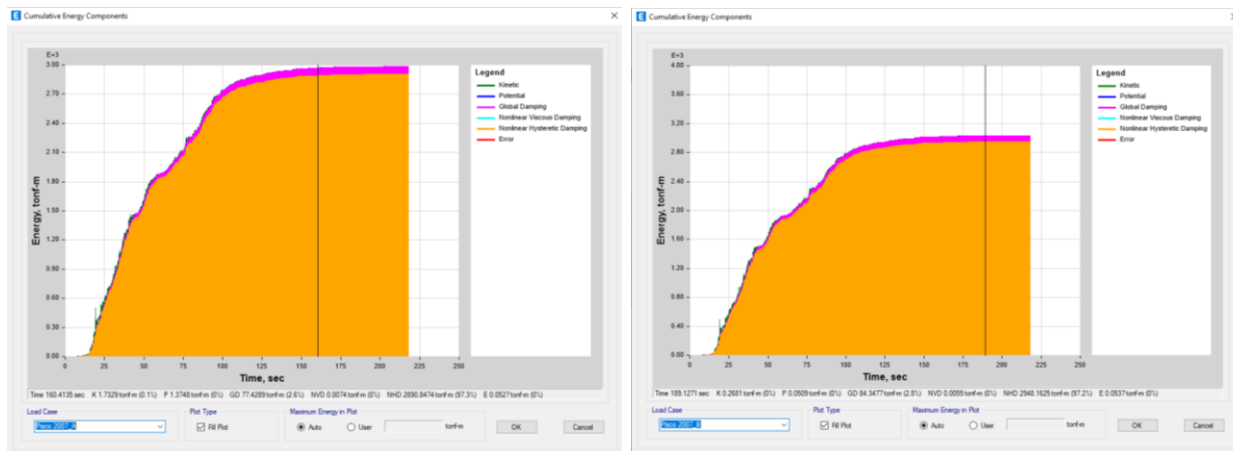 Cumulative Energy Components
E+3
3.00
2.70
2.40
2.10
1.80
1.50
1.20
0.90
0.60
0.30
0.00
Energy, tonf-m
0 25 50 75 100 125 150 175 200 225 250
Time, sec
Legend
Kinetic
Potential
Global Damping
Nonlinear Viscous Damping
Nonlinear Hysteretic Damping
Error
Time 160.4135 sec K 1.7329 tonf-m (0.1%) P 1.3748 tonf-m (0%) GD 77.4289 tonf-m (2.6%) NVD 0.0074 tonf-m (0%) NHD 2890.8474 tonf-m (97.3%) E 0.0527 tonf-m (0%)
Load Case
Pisco 2007_A
Plot Type
Fill Plot
Maximum Energy in Plot
Auto User tonf-m
OK Cancel
Cumulative Energy Components
E+3
4.00
3.60
3.20
2.80
2.40
2.00
1.60
1.20
0.80
0.40
0.00
Energy, tonf-m
0 25 50 75 100 125 150 175 200 225 250
Time, sec
Legend
Kinetic
Potential
Global Damping
Nonlinear Viscous Damping
Nonlinear Hysteretic Damping
Error
Time 189.1271 sec K 0.2681 tonf-m (0%) P 0.0509 tonf-m (0%) GD 84.3477 tonf-m (2.8%) NVD 0.0055 tonf-m (0%) NHD 2948.1625 tonf-m (97.2%) E 0.0537 tonf-m (0%)
Load Case
Pisco 2007_B
Plot Type
Fill Plot
Maximum Energy in Plot
Auto User tonf-m
OK Cancel